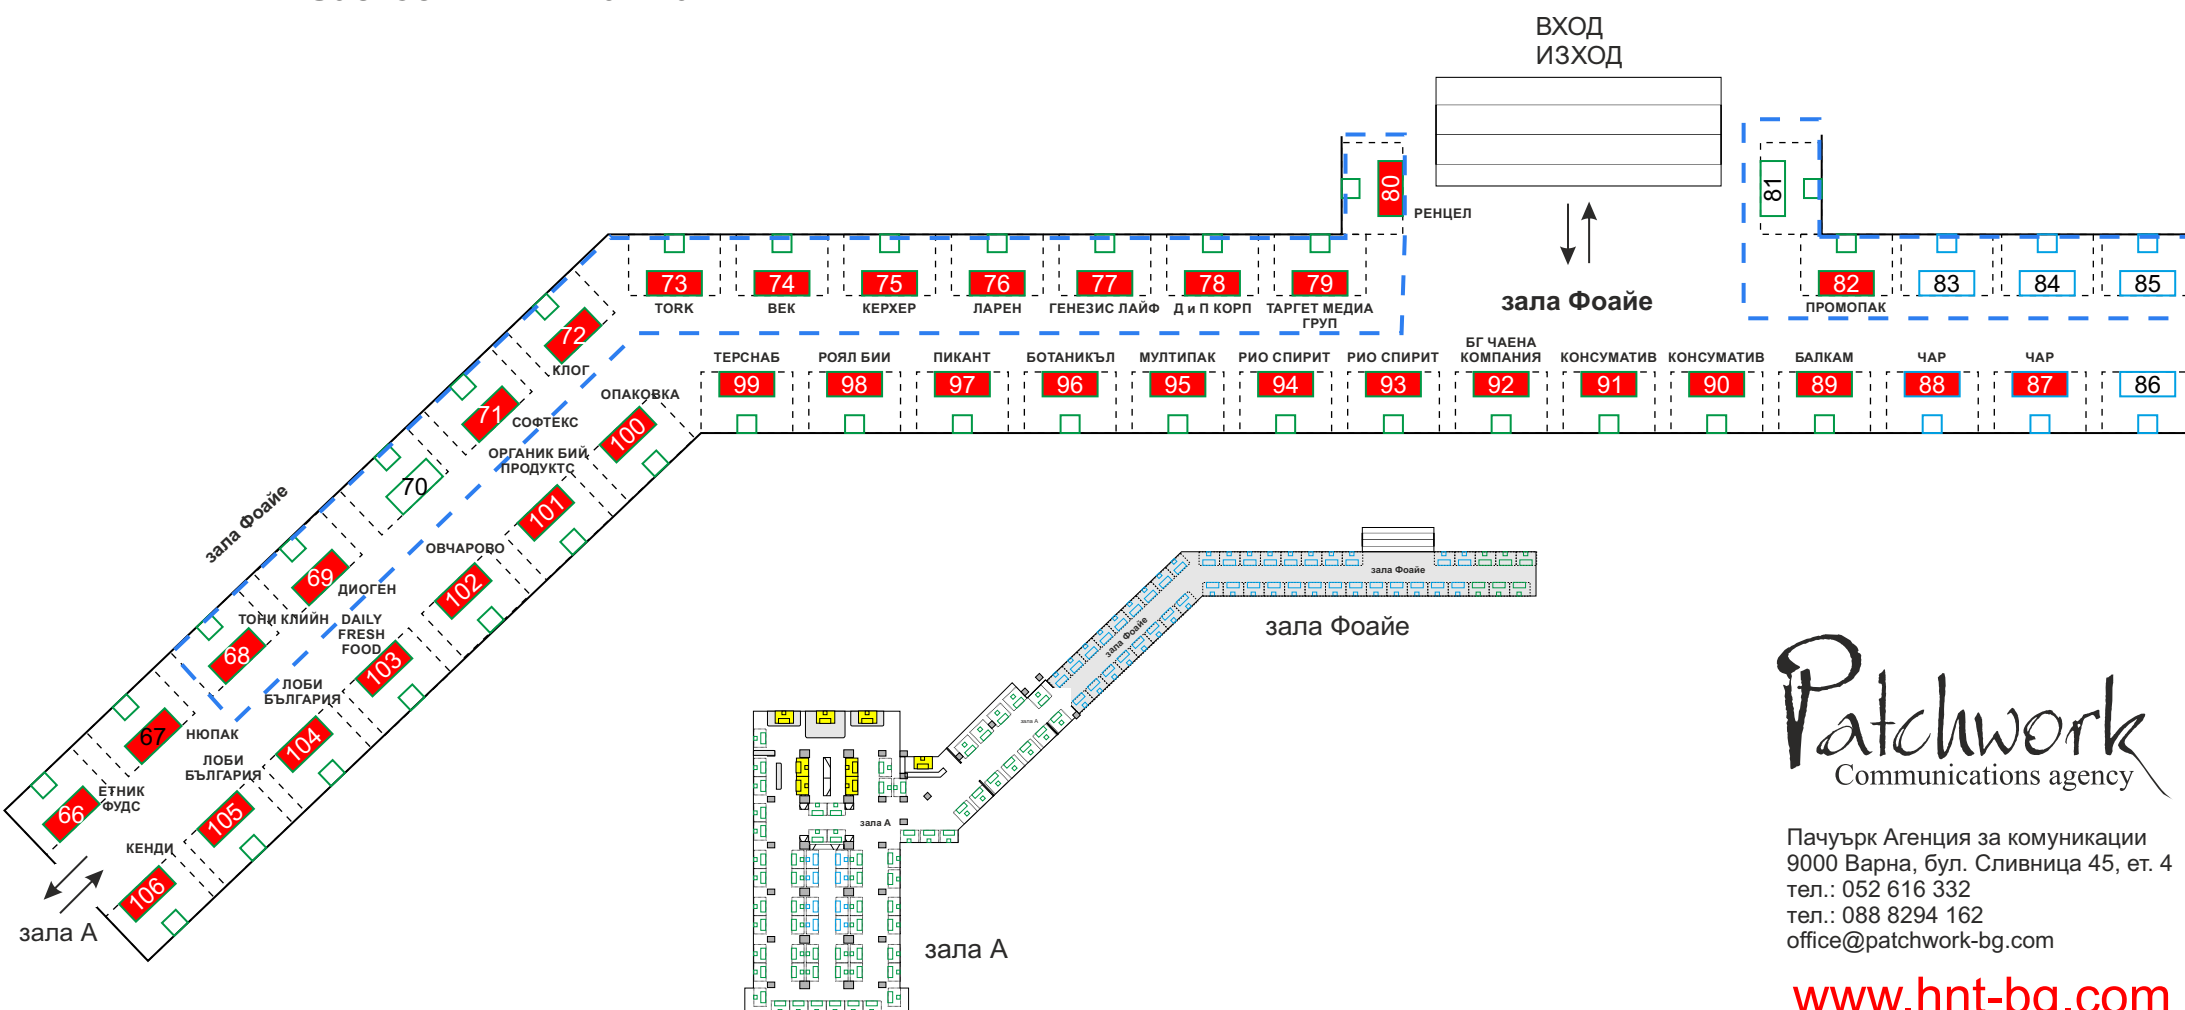 ВХОД
ИЗХОД
80
РЕНЦЕЛ
81
73
74
75
76
77
78
79
82
83
84
85
TORK
ВЕК
КЕРХЕР
ЛАРЕН
ГЕНЕЗИС ЛАЙФ
Д и П КОРП
ТАРГЕТ МЕДИА
ГРУП
зала Фоайе
ПРОМОПАК
72
КЛОГ
ТЕРСНАБ
РОЯЛ БИИ
ПИКАНТ
БОТАНИКЪЛ
МУЛТИПАК
РИО СПИРИТ
РИО СПИРИТ
БГ ЧАЕНА
КОМПАНИЯ
КОНСУМАТИВ
КОНСУМАТИВ
БАЛКАМ
ЧАР
ЧАР
99
98
97
96
95
94
93
92
91
90
89
88
87
86
71
СОФТЕКС
ОПАКОВКА
100
ОРГАНИК БИЙ
ПРОДУКТС
70
101
зала Фоайе
ОВЧАРОВО
69
ДИОГЕН
102
ТОНИ КЛИЙН
68
DAILY
FRESH
FOOD
103
ЛОБИ
БЪЛГАРИЯ
67
НЮПАК
104
ЛОБИ
БЪЛГАРИЯ
66
ЕТНИК
ФУДС
105
КЕНДИ
106
зала А
зала Фоайе
зала Фоайе
зала Фоайе
зала А
зала А
зала А
Patchwork
Communications agency
Пачуърк Агенция за комуникации
9000 Варна, бул. Сливница 45, ет. 4
тел.: 052 616 332
тел.: 088 8294 162
office@patchwork-bg.com
www.hnt-bg.com